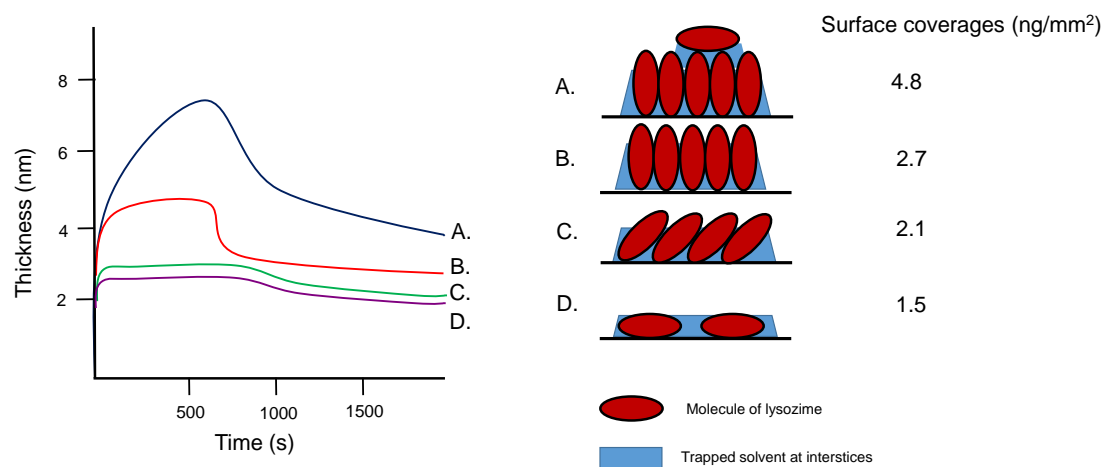 Surface coverages (ng/mm²)
8
6
4
2
Thickness (nm)
500
1000
1500
Time (s)
A.
B.
C.
D.
A.
4.8
B.
2.7
C.
2.1
D.
1.5
Molecule of lysozime
Trapped solvent at interstices